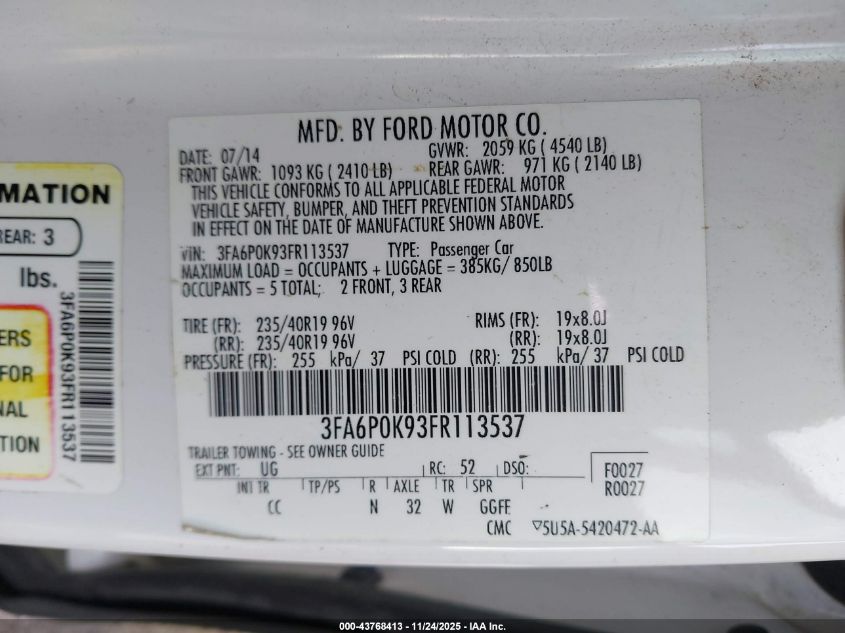 MFD. BY FORD MOTOR CO.
DATE: 07/14 GVWR: 2059 KG ( 4540 LB)
FRONT GAWR: 1093 KG ( 2410 LB) REAR GAWR: 971 KG ( 2140 LB)
THIS VEHICLE CONFORMS TO ALL APPLICABLE FEDERAL MOTOR
VEHICLE SAFETY, BUMPER, AND THEFT PREVENTION STANDARDS
IN EFFECT ON THE DATE OF MANUFACTURE SHOWN ABOVE.
VIN: 3FA6P0K93FR113537 TYPE: Passenger Car
MAXIMUM LOAD = OCCUPANTS + LUGGAGE = 385KG/ 850LB
OCCUPANTS = 5 TOTAL; 2 FRONT, 3 REAR
TIRE (FR): 235/40R19 96V RIMS (FR): 19x8.0J
(RR): 235/40R19 96V (RR): 19x8.0J
PRESSURE (FR): 255 kPa/ 37 PSI COLD (RR): 255 kPa/ 37 PSI COLD
3FA6P0K93FR113537
TRAILER TOWING - SEE OWNER GUIDE
EXT PNT: UG RC: 52 DSO: F0027
INT TR TP/PS R AXLE TR SPR R0027
CC N 32 W GGFE
CMC ▽5U5A-5420472-AA
MATION
REAR: 3
lbs.
ERS
FOR
NAL
TION
3FA6P0K93FR113537
000-43768413 - 11/24/2025 - IAA Inc.